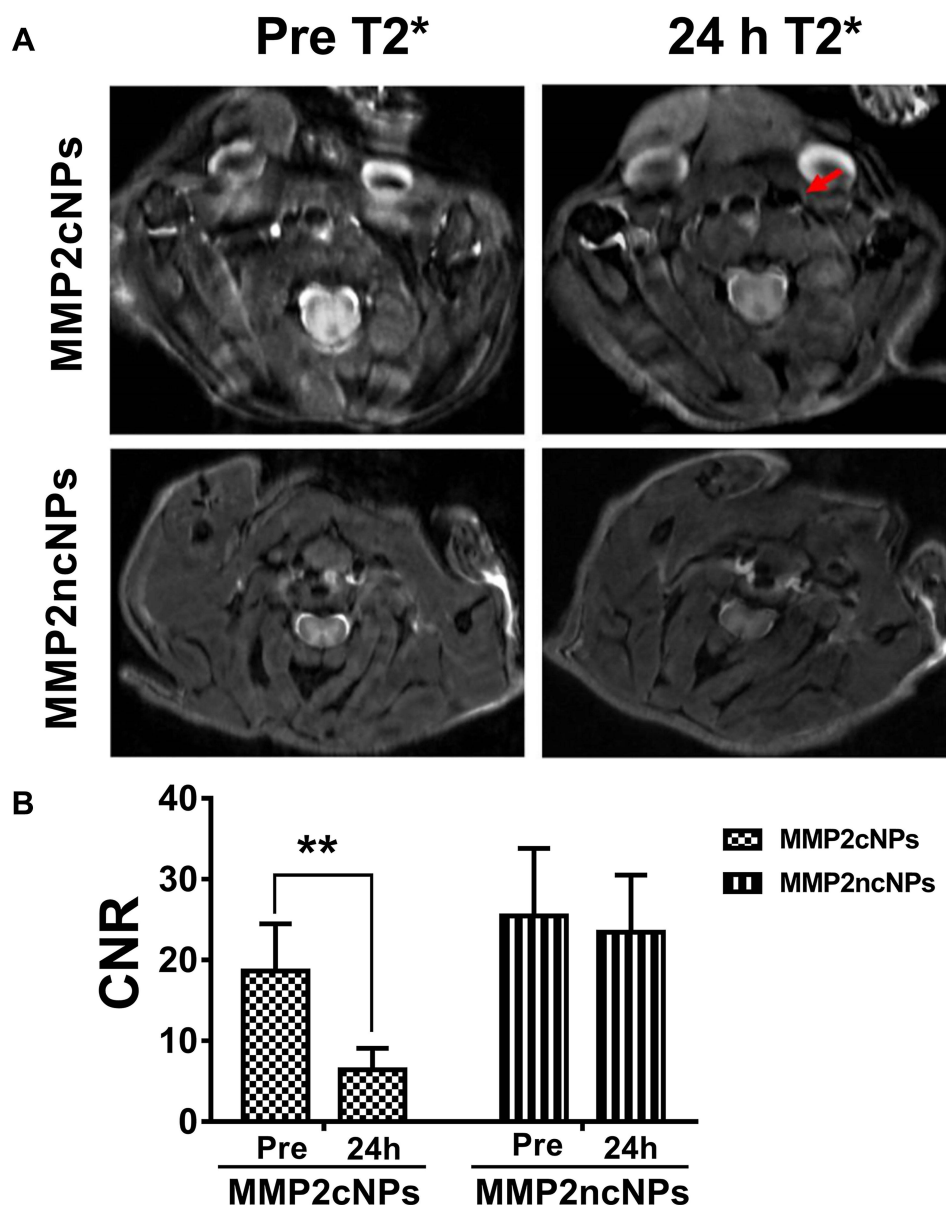 A
Pre T2*
24 h T2*
MMP2cNPs
MMP2ncNPs
B
CNR
40
30
20
10
0
**
Pre
24h
Pre
24h
MMP2cNPs
MMP2ncNPs
MMP2cNPs
MMP2ncNPs